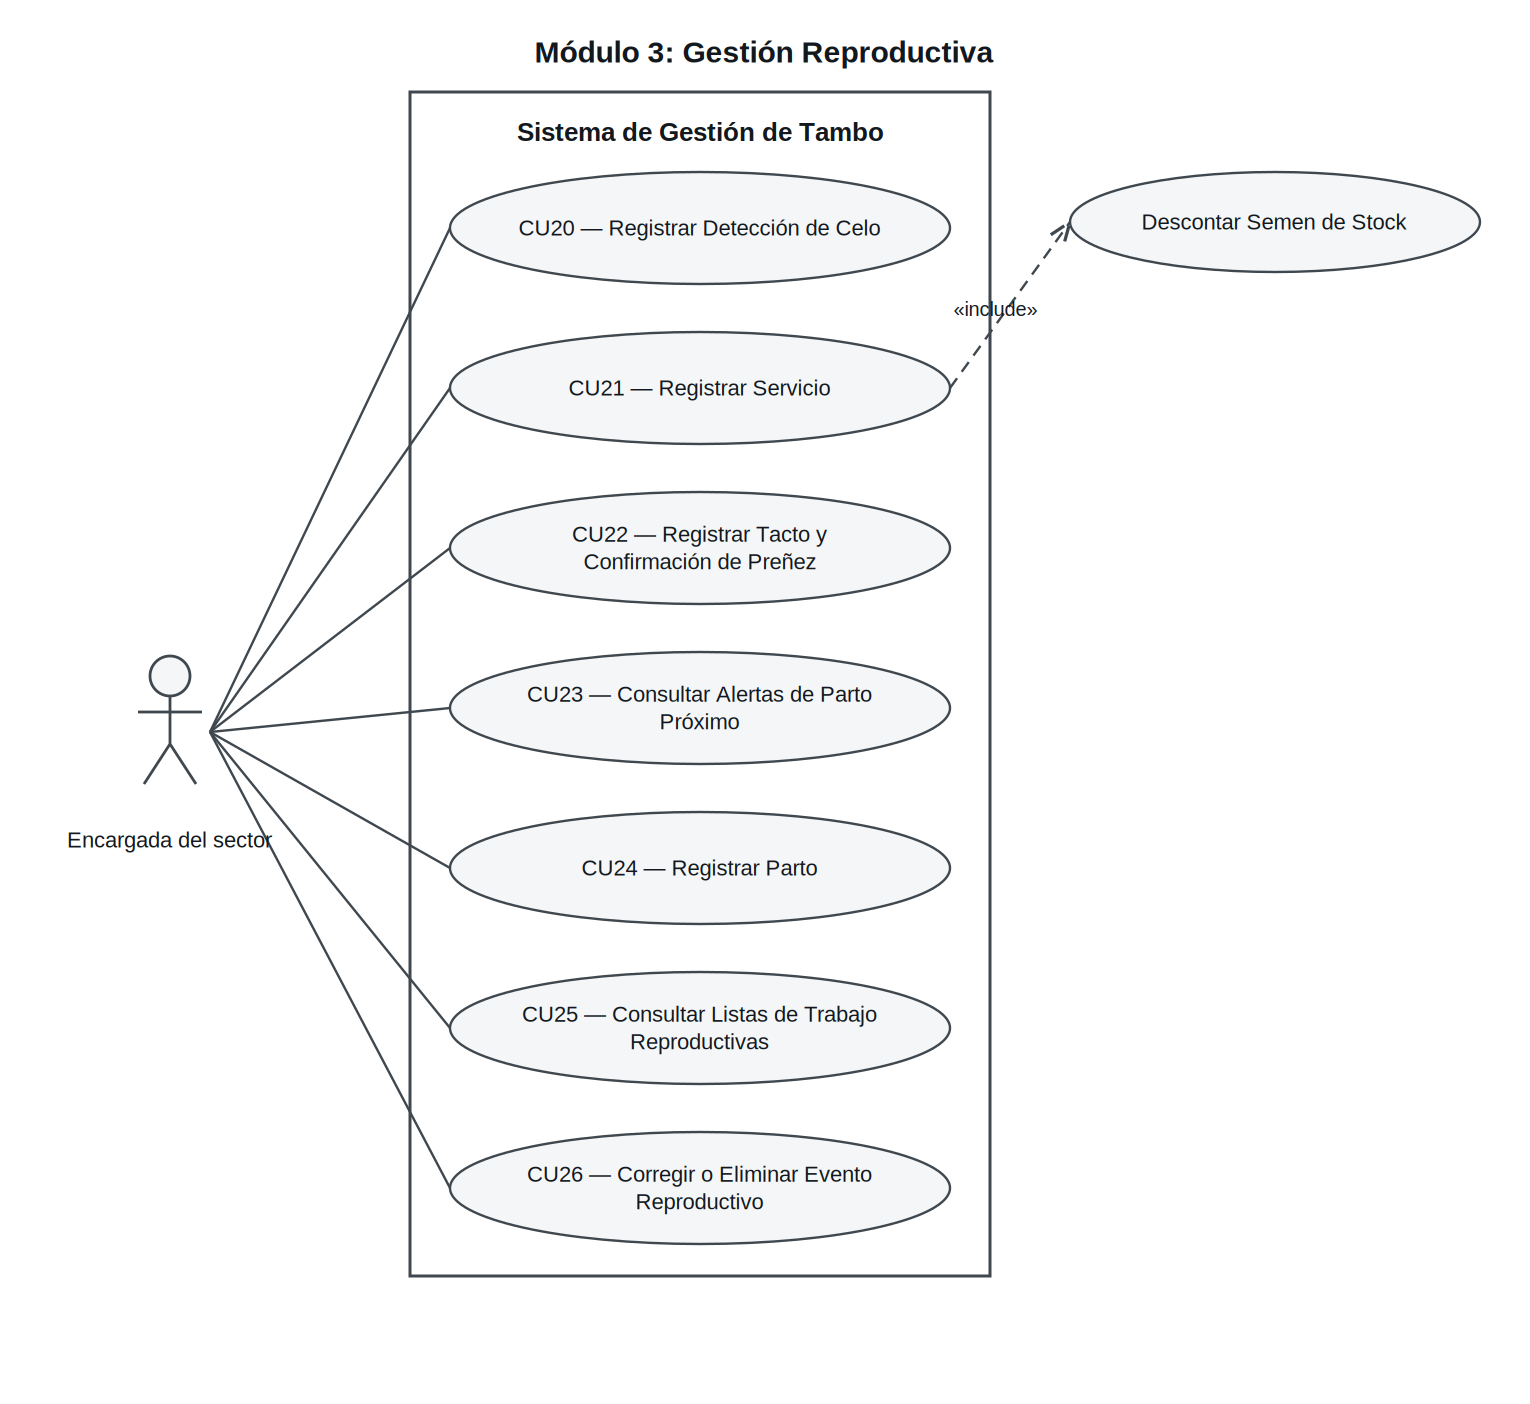 Módulo 3: Gestión Reproductiva
Sistema de Gestión de Tambo
CU20 — Registrar Detección de Celo
Descontar Semen de Stock
«include»
CU21 — Registrar Servicio
CU22 — Registrar Tacto y
Confirmación de Preñez
CU23 — Consultar Alertas de Parto
Próximo
Encargada del sector
CU24 — Registrar Parto
CU25 — Consultar Listas de Trabajo
Reproductivas
CU26 — Corregir o Eliminar Evento
Reproductivo